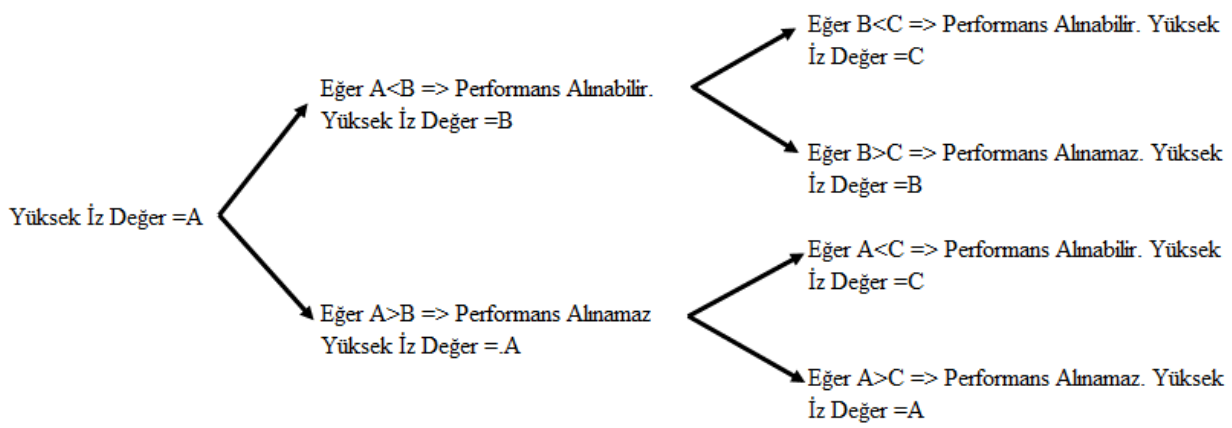 Yüksek İz Değer =A
Eğer A<B => Performans Alınabilir.
Yüksek İz Değer =B
Eğer A>B => Performans Alınamaz
Yüksek İz Değer =.A
Eğer B<C => Performans Alınabilir. Yüksek
İz Değer =C
Eğer B>C => Performans Alınamaz. Yüksek
İz Değer =B
Eğer A<C => Performans Alınabilir. Yüksek
İz Değer =C
Eğer A>C => Performans Alınamaz. Yüksek
İz Değer =A